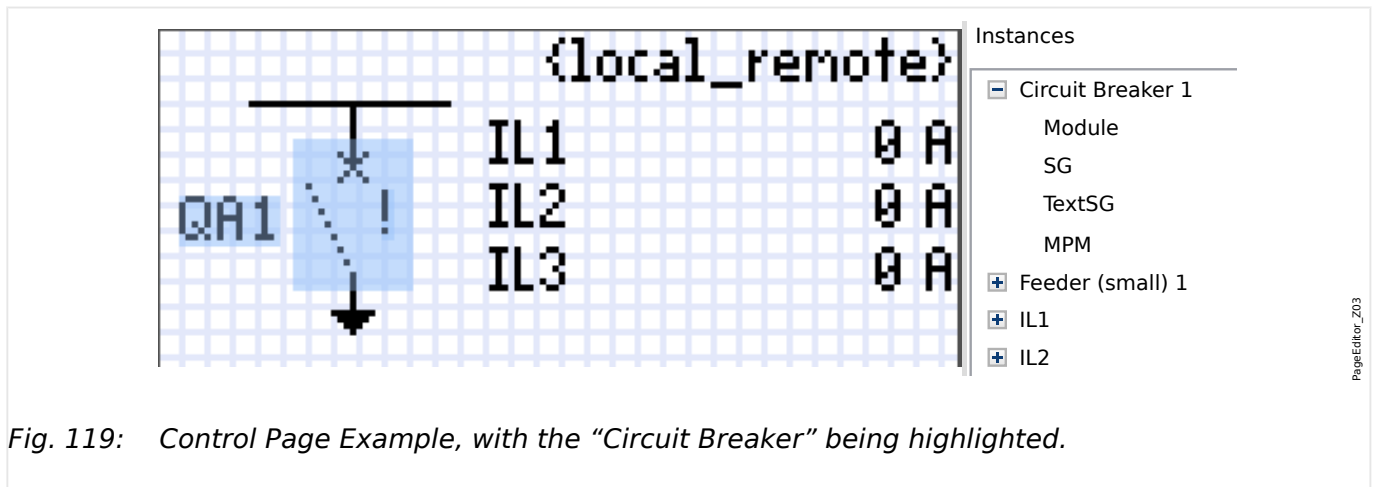 {local_remote}
IL1 0 A
QA1 !
IL2 0 A
IL3 0 A
Instances
Circuit Breaker 1
Module
SG
TextSG
MPM
Feeder (small) 1
IL1
IL2
PageEditor_Z03
Fig. 119: Control Page Example, with the “Circuit Breaker” being highlighted.